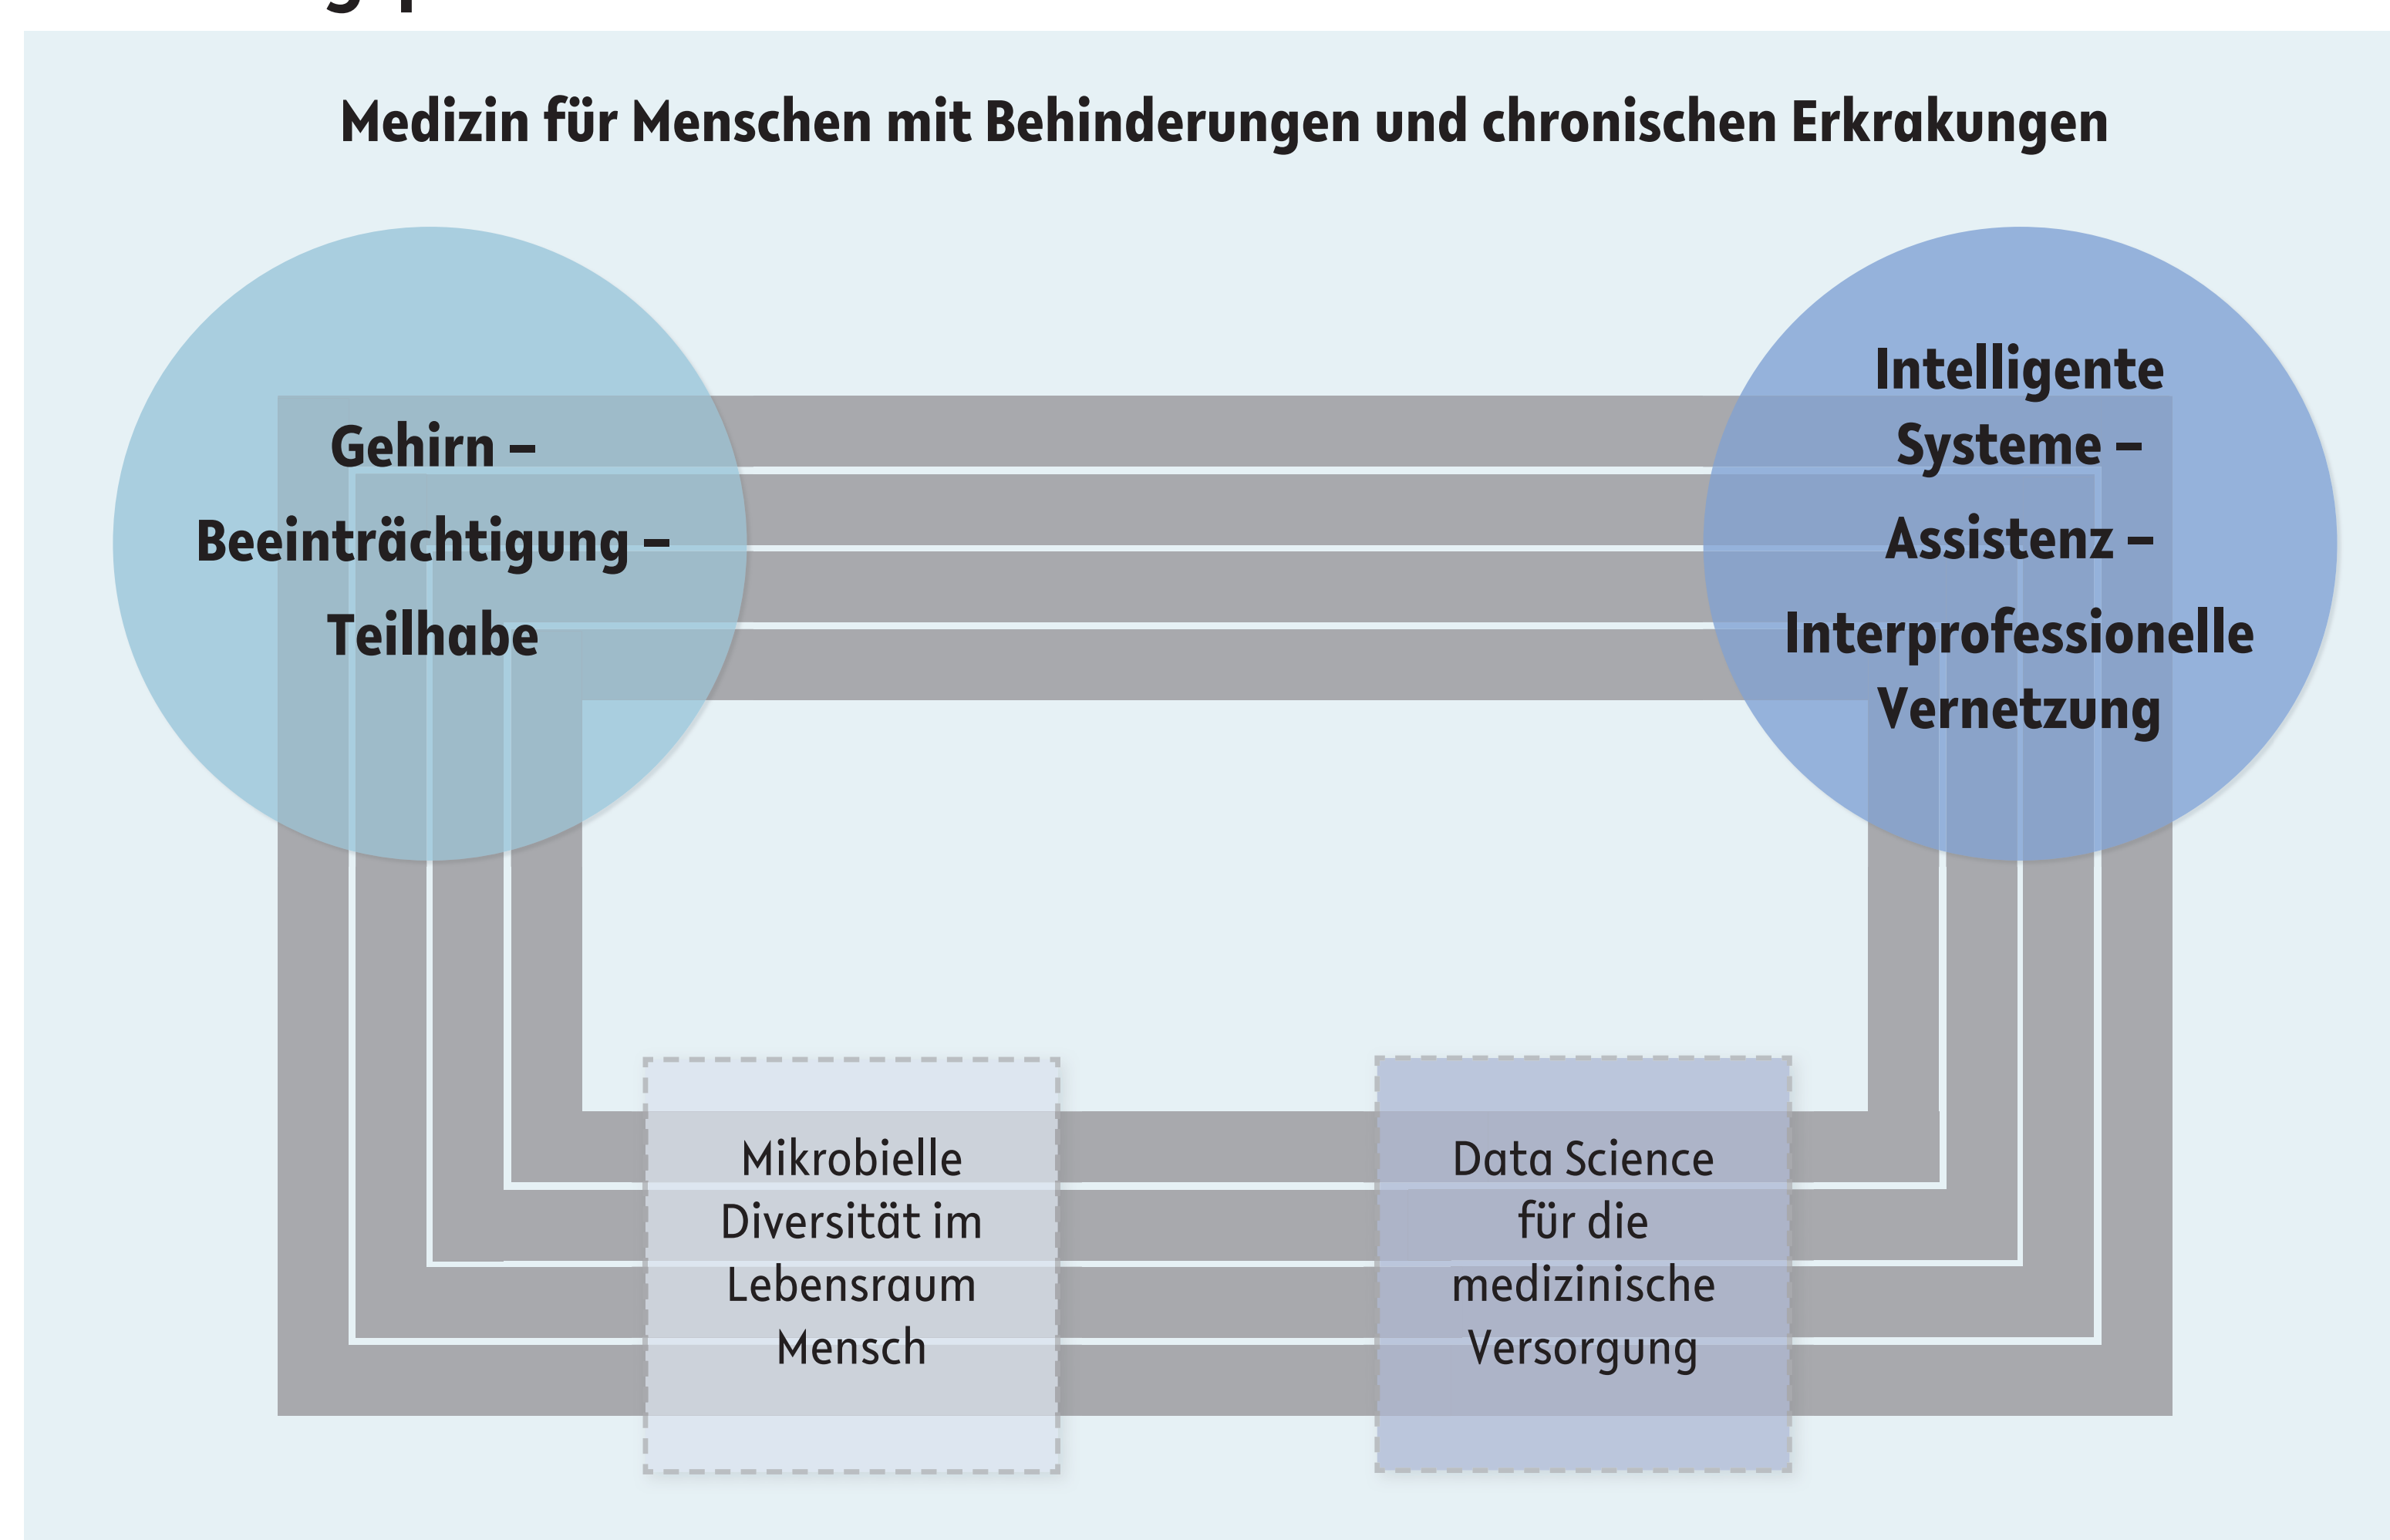 Medizin für Menschen mit Behinderungen und chronischen Erkrakungen
Gehirn –
Beeinträchtigung –
Teilhabe
Intelligente
Systeme –
Assistenz –
Interprofessionelle
Vernetzung
Mikrobielle
Diversität im
Lebensraum
Mensch
Data Science
für die
medizinische
Versorgung